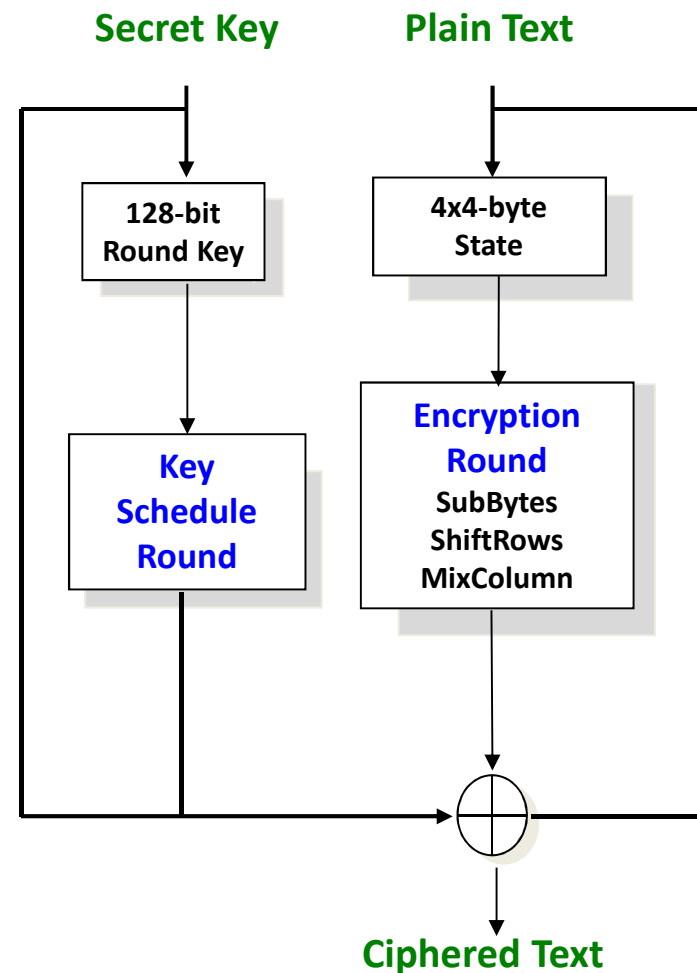 Secret Key
Plain Text
128-bit
Round Key
4x4-byte
State
Key
Schedule
Round
Encryption
Round
SubBytes
ShiftRows
MixColumn
Ciphered Text